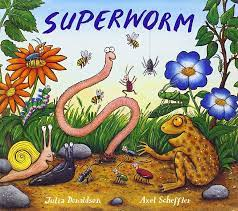 SUPERWORM
Julia Donaldson Axel Scheffler